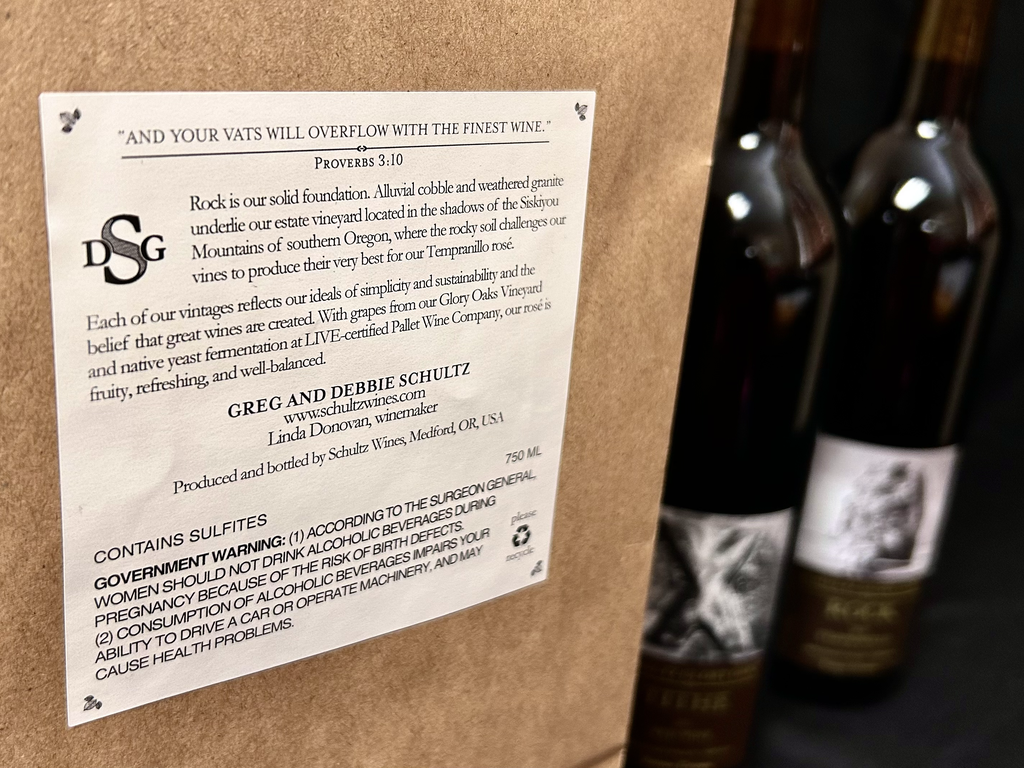 "AND YOUR VATS WILL OVERFLOW WITH THE FINEST WINE."
PROVERBS 3:10
DSG
Rock is our solid foundation. Alluvial cobble and weathered granite
underlie our estate vineyard located in the shadows of the Siskiyou
Mountains of southern Oregon, where the rocky soil challenges our
vines to produce their very best for our Tempranillo rosé.
Each of our vintages reflects our ideals of simplicity and sustainability and the
belief that great wines are created. With grapes from our Glory Oaks Vineyard
and native yeast fermentation at LIVE-certified Pallet Wine Company, our rosé is
fruity, refreshing, and well-balanced.
GREG AND DEBBIE SCHULTZ
www.schultzwines.com
Linda Donovan, winemaker
Produced and bottled by Schultz Wines, Medford, OR, USA
750 ML
CONTAINS SULFITES
GOVERNMENT WARNING: (1) ACCORDING TO THE SURGEON GENERAL,
WOMEN SHOULD NOT DRINK ALCOHOLIC BEVERAGES DURING
PREGNANCY BECAUSE OF THE RISK OF BIRTH DEFECTS.
(2) CONSUMPTION OF ALCOHOLIC BEVERAGES IMPAIRS YOUR
ABILITY TO DRIVE A CAR OR OPERATE MACHINERY, AND MAY
CAUSE HEALTH PROBLEMS.
please
recycle
ROCK